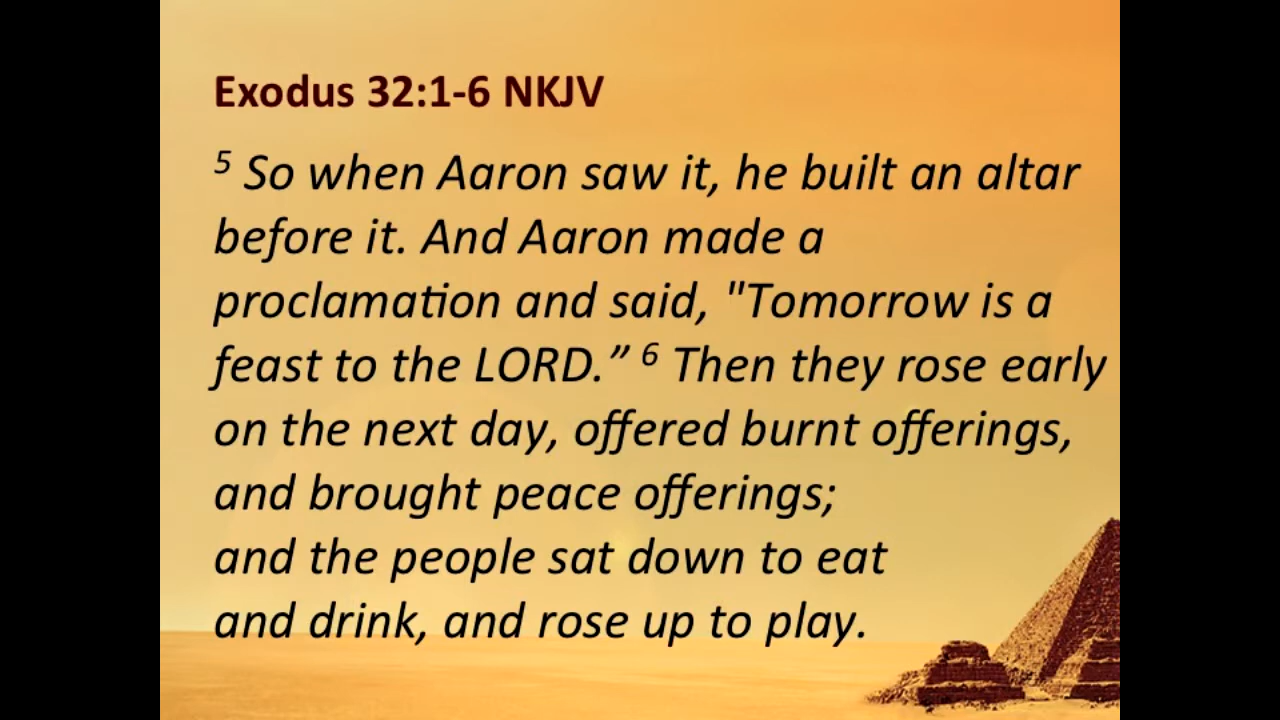 Exodus 32:1-6 NKJV
5 So when Aaron saw it, he built an altar
before it. And Aaron made a
proclamation and said, "Tomorrow is a
feast to the LORD.” 6 Then they rose early
on the next day, offered burnt offerings,
and brought peace offerings;
and the people sat down to eat
and drink, and rose up to play.